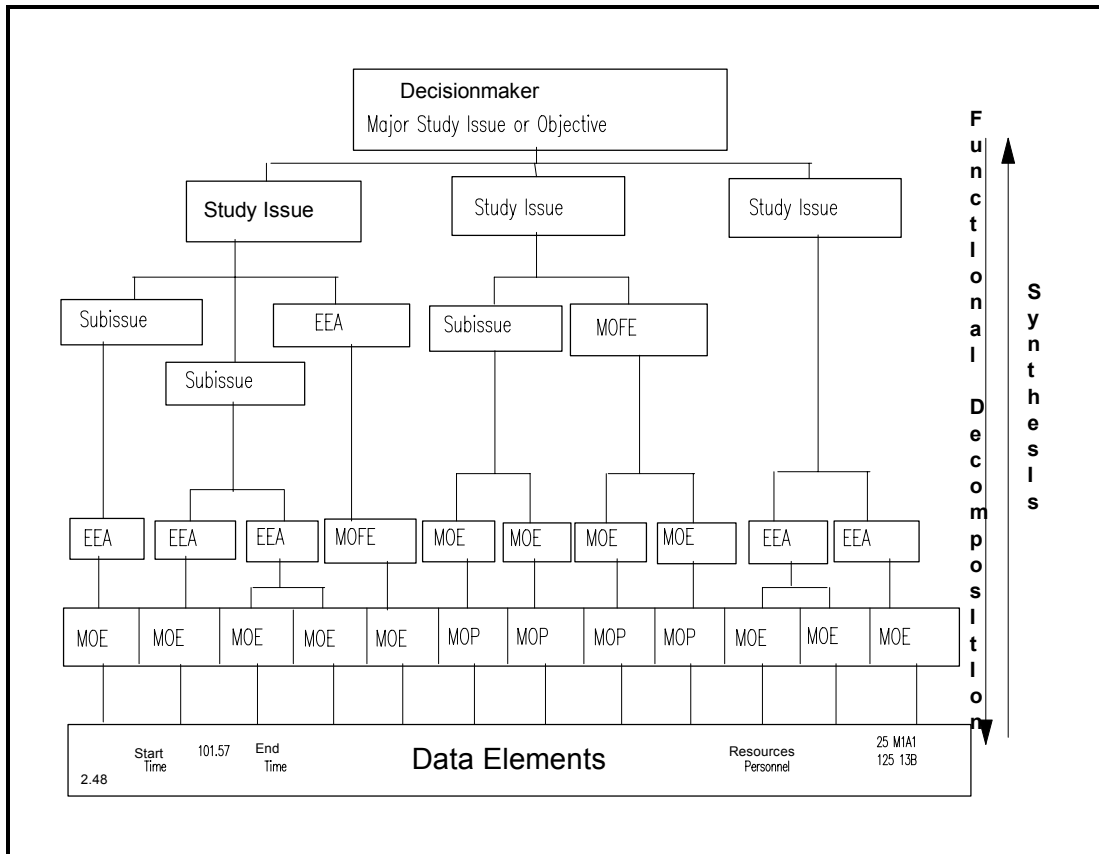 Decisionmaker
Major Study Issue or Objective
Study Issue
Study Issue
Study Issue
Subissue
EEA
Subissue
MOFE
Subissue
EEA
EEA
EEA
MOFE
MOE
MOE
MOE
MOE
EEA
EEA
MOE
MOE
MOE
MOE
MOE
MOP
MOP
MOP
MOP
MOE
MOE
MOE
Start
Time
101.57
End
Time
2.48
Data Elements
Resources
Personnel
25 M1A1
125 13B
Functional Decomposition
Synthesis